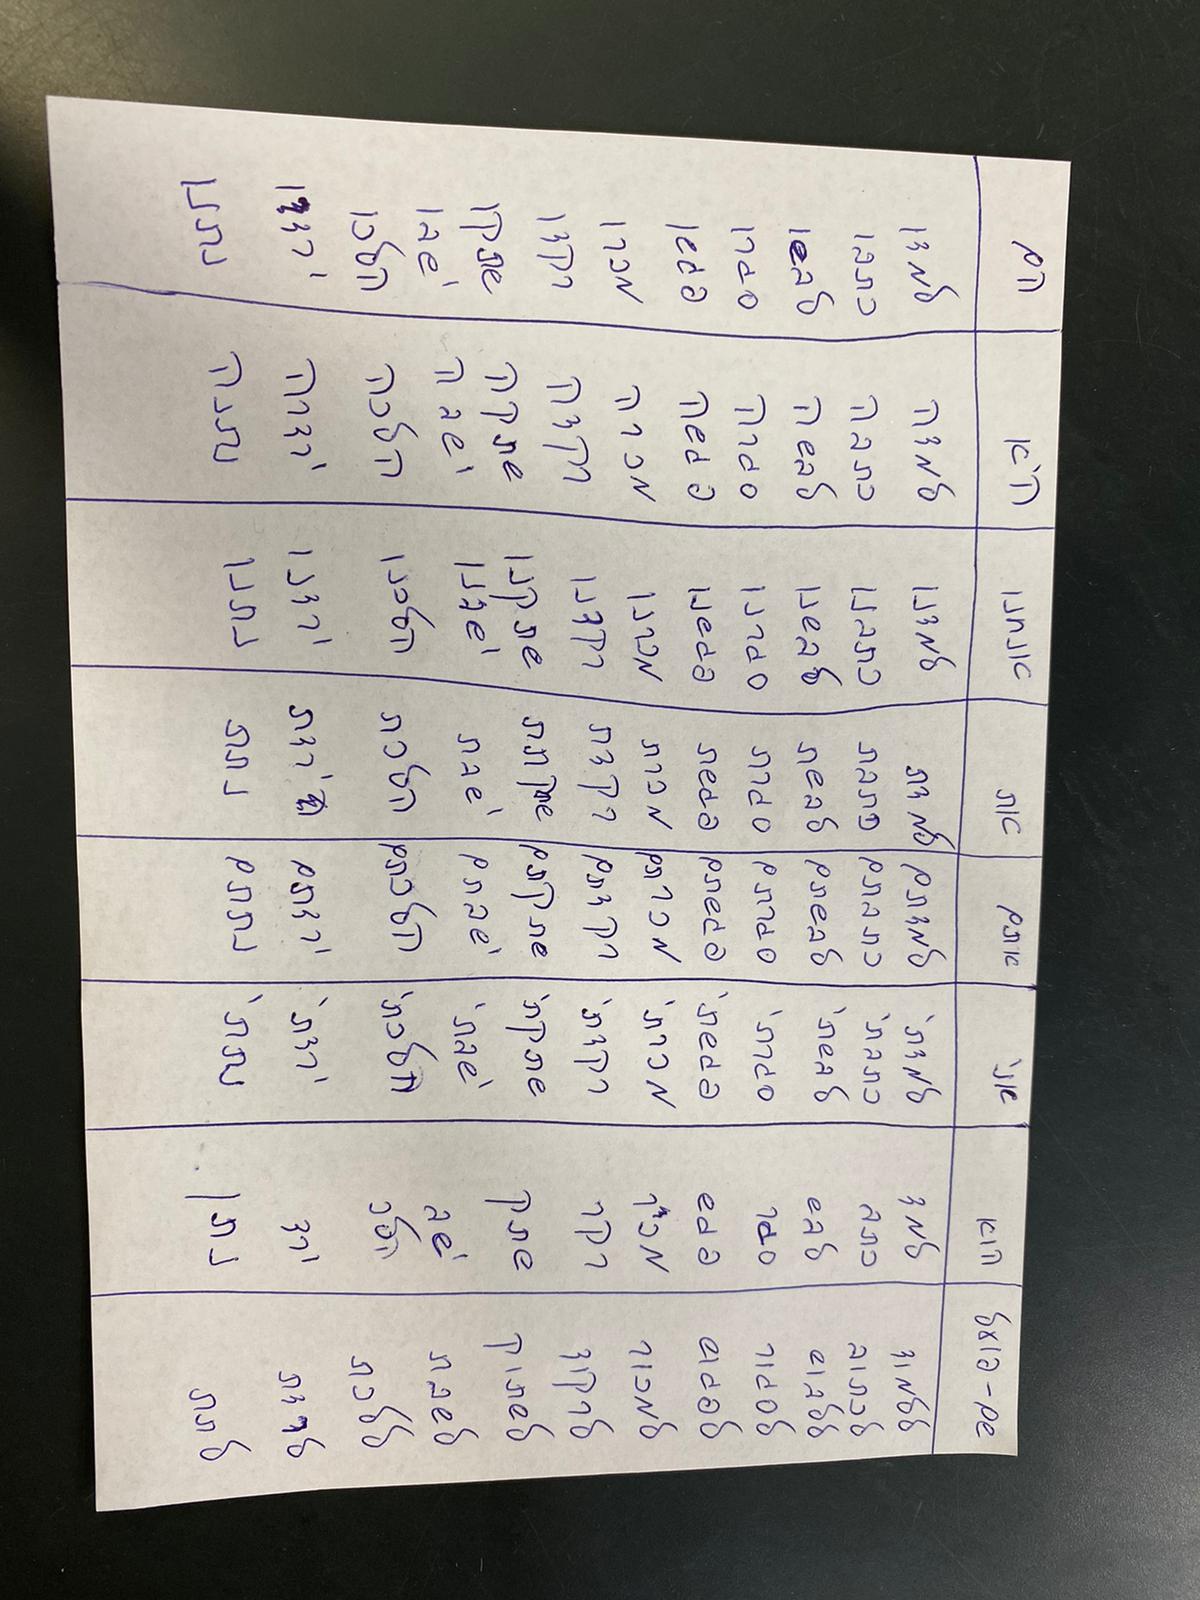 שם-פועל הוא אני אתם את אנחנו היא הם
ללמוד למד למדתי למדתם למדת למדנו למדה למדו
לכתוב כתב כתבתי כתבתם כתבת כתבנו כתבה כתבו
ללבוש לבש לבשתי לבשתם לבשת לבשנו לבשה לבשו
לסגור סגר סגרתי סגרתם סגרת סגרנו סגרה סגרו
לפגוש פגש פגשתי פגשתם פגשת פגשנו פגשה פגשו
למכור מכר מכרתי מכרתם מכרת מכרנו מכרה מכרו
לרקוד רקד רקדתי רקדתם רקדת רקדנו רקדה רקדו
לשתוק שתק שתקתי שתקתם שתקת שתקנו שתקה שתקו
לשבת ישב ישבתי ישבתם ישבת ישבנו ישבה ישבו
ללכת הלכ הלכתי הלכתם הלכת הלכנו הלכה הלכו
לרדת ירד ירדתי ירדתם ירדת ירדנו ירדה ירדו
לתת נתן נתתי נתתם נתת נתנו נתנה נתנו